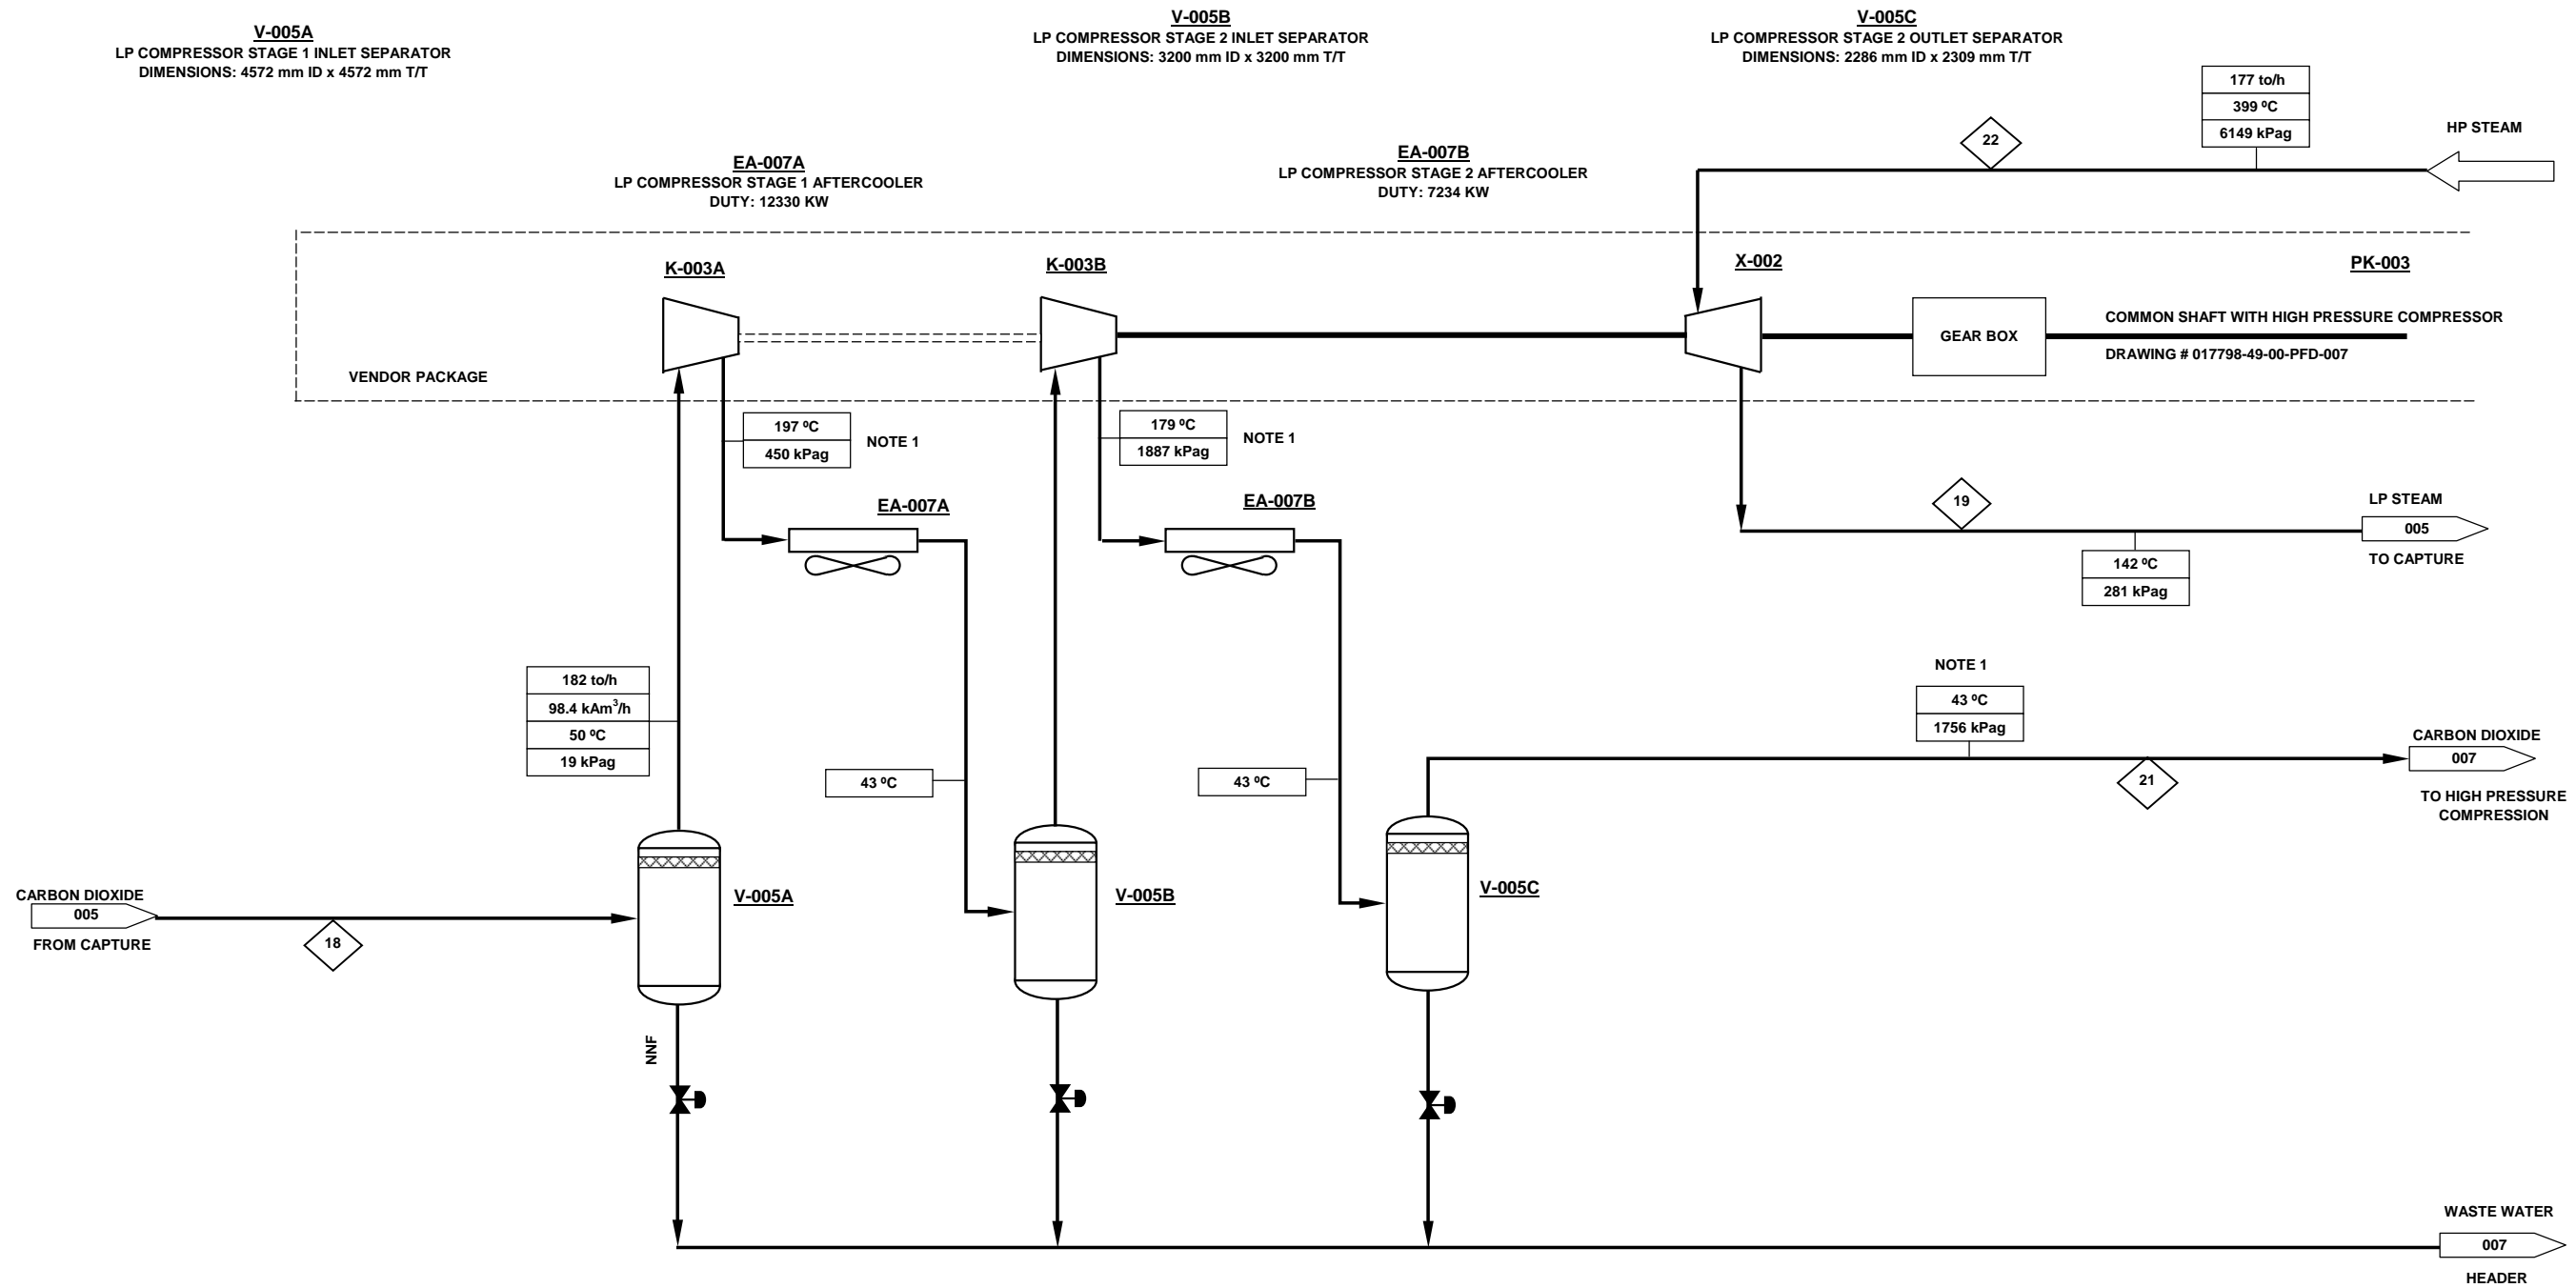 V-005A
LP COMPRESSOR STAGE 1 INLET SEPARATOR
DIMENSIONS: 4572 mm ID x 4572 mm T/T
V-005B
LP COMPRESSOR STAGE 2 INLET SEPARATOR
DIMENSIONS: 3200 mm ID x 3200 mm T/T
V-005C
LP COMPRESSOR STAGE 2 OUTLET SEPARATOR
DIMENSIONS: 2286 mm ID x 2309 mm T/T
177 to/h
399 ºC
6149 kPag
HP STEAM
22
EA-007A
LP COMPRESSOR STAGE 1 AFTERCOOLER
DUTY: 12330 KW
EA-007B
LP COMPRESSOR STAGE 2 AFTERCOOLER
DUTY: 7234 KW
K-003A
K-003B
X-002
PK-003
GEAR BOX
COMMON SHAFT WITH HIGH PRESSURE COMPRESSOR
DRAWING # 017798-49-00-PFD-007
VENDOR PACKAGE
197 ºC
450 kPag
NOTE 1
179 ºC
1887 kPag
NOTE 1
EA-007A
EA-007B
19
LP STEAM
005
TO CAPTURE
142 ºC
281 kPag
182 to/h
98.4 kAm³/h
50 ºC
19 kPag
43 ºC
43 ºC
NOTE 1
43 ºC
1756 kPag
21
CARBON DIOXIDE
007
TO HIGH PRESSURE
COMPRESSION
CARBON DIOXIDE
005
FROM CAPTURE
18
V-005A
V-005B
V-005C
NNF
WASTE WATER
007
HEADER